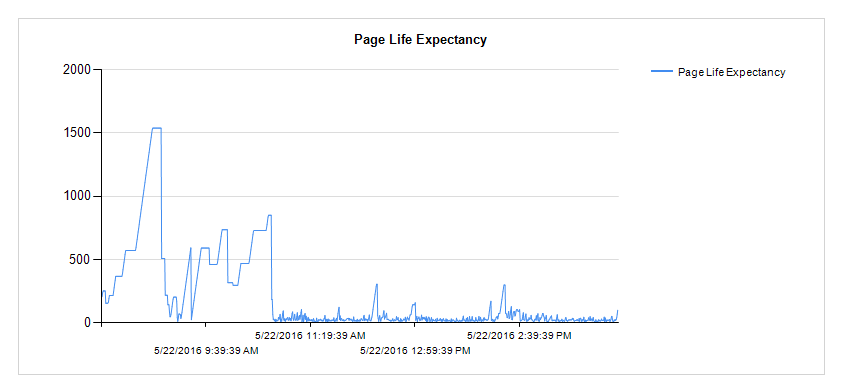 Page Life Expectancy
Page Life Expectancy
2000
1500
1000
500
0
5/22/2016 11:19:39 AM
5/22/2016 2:39:39 PM
5/22/2016 9:39:39 AM
5/22/2016 12:59:39 PM